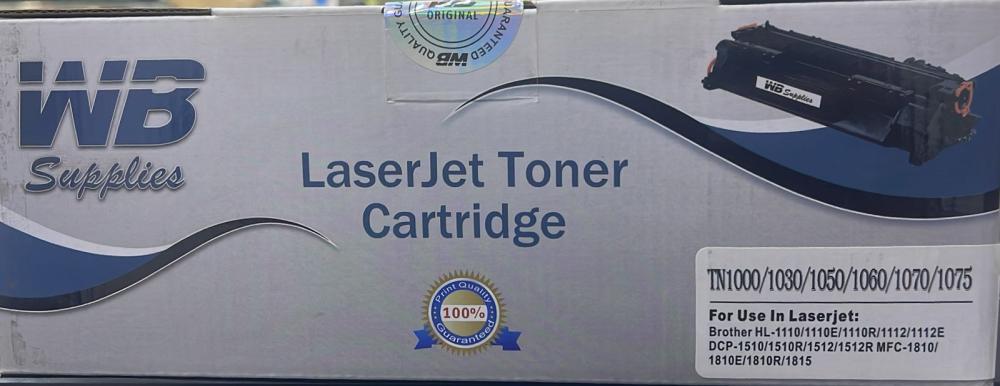 ORIGINAL
QUALITY GUARANTEED
WB
WB
Supplies
WB Supplies
LaserJet Toner
Cartridge
Print Quality
100%
Guaranteed
TN1000/1030/1050/1060/1070/1075
For Use In Laserjet:
Brother HL-1110/1110E/1110R/1112/1112E
DCP-1510/1510R/1512/1512R MFC-1810/
1810E/1810R/1815